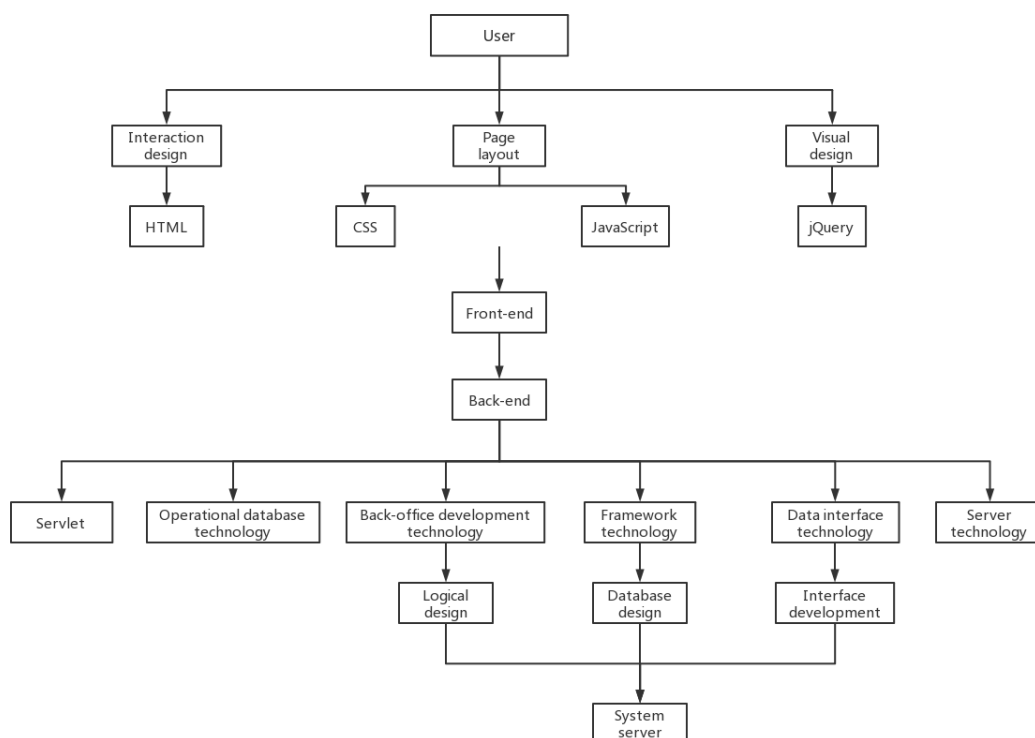 User
Interaction
design
Page
layout
Visual
design
HTML
CSS
JavaScript
jQuery
Front-end
Back-end
Servlet
Operational database
technology
Back-office development
technology
Framework
technology
Data interface
technology
Server
technology
Logical
design
Database
design
Interface
development
System
server